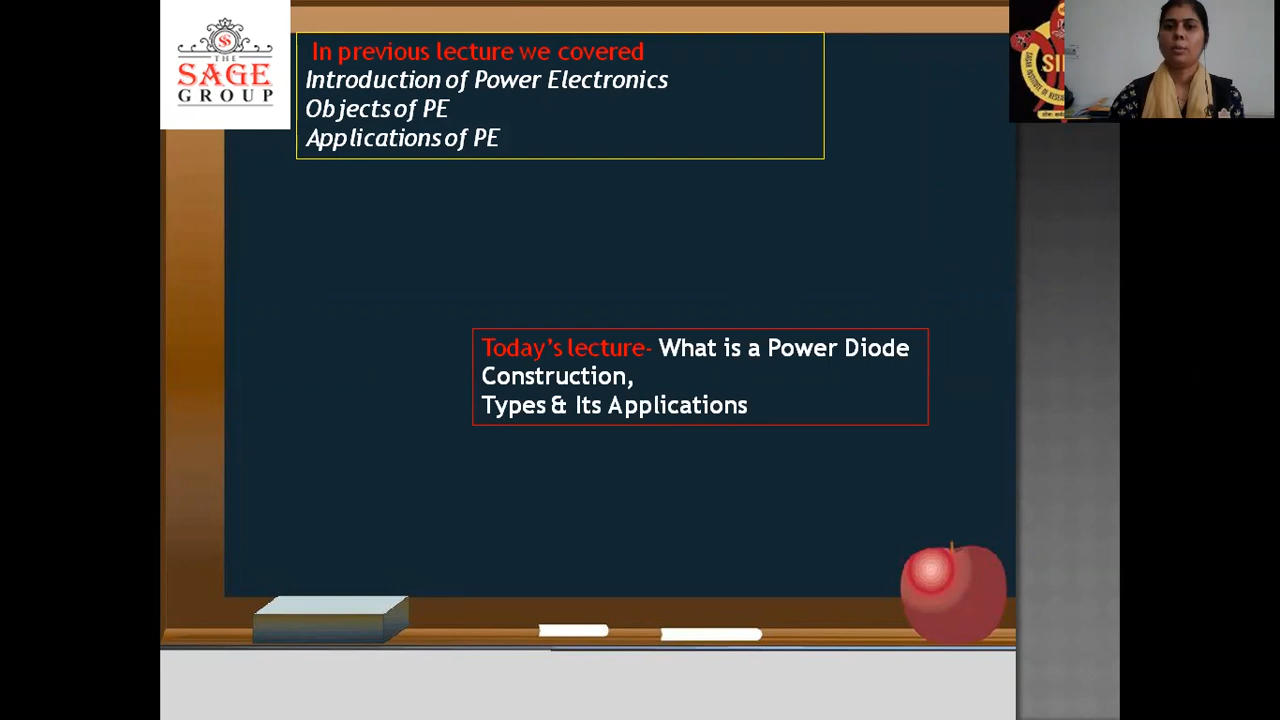 THE
SAGE
GROUP
In previous lecture we covered
Introduction of Power Electronics
Objects of PE
Applications of PE
Today's lecture- What is a Power Diode
Construction,
Types & Its Applications